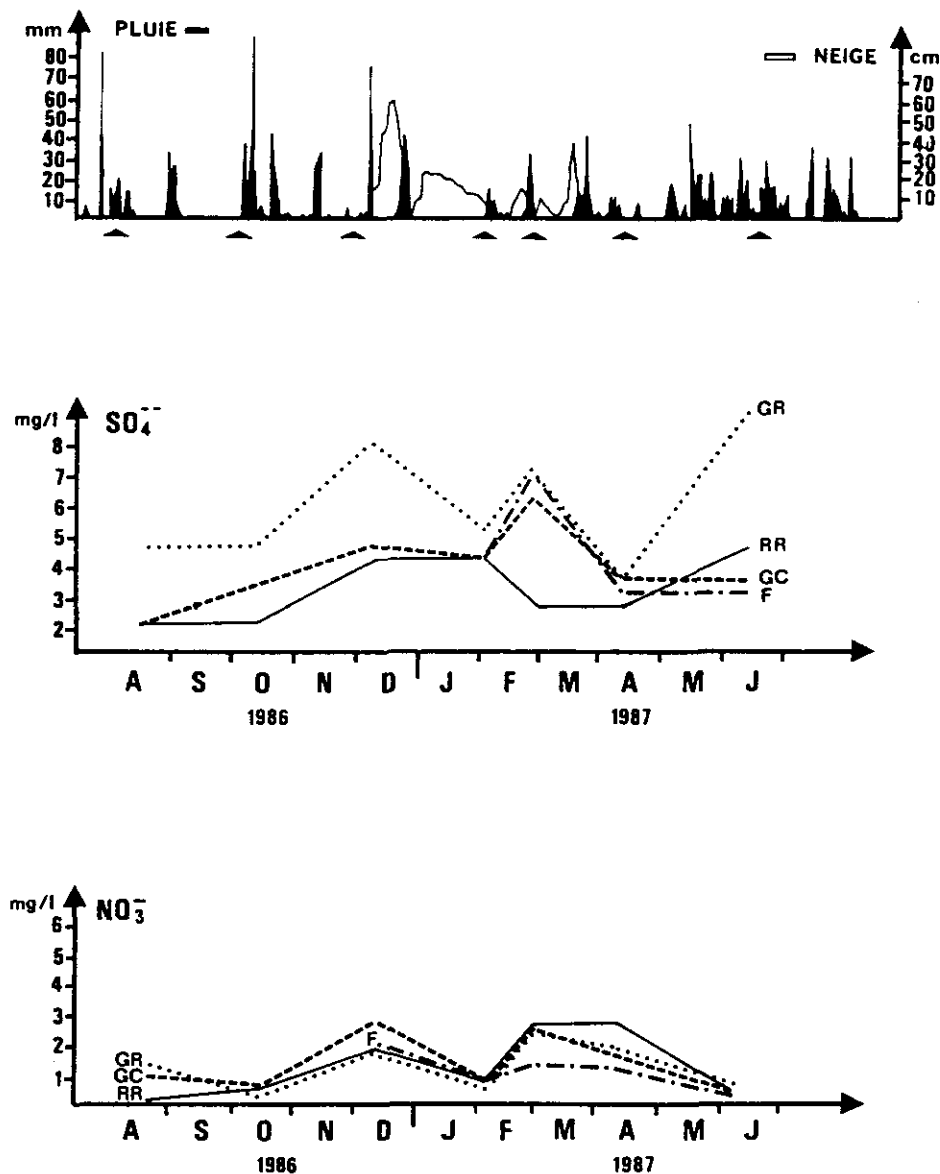 mm PLUIE NEIGE cm
80
70
60
50
40
30
20
10
70
60
50
40
30
20
10
mg/l SO4--
8
7
6
5
4
3
2
GR
RR
GC
F
A S O N D J F M A M J
1986 1987
mg/l NO3-
6
5
4
3
2
1
GR
GC
RR
F
A S O N D J F M A M J
1986 1987